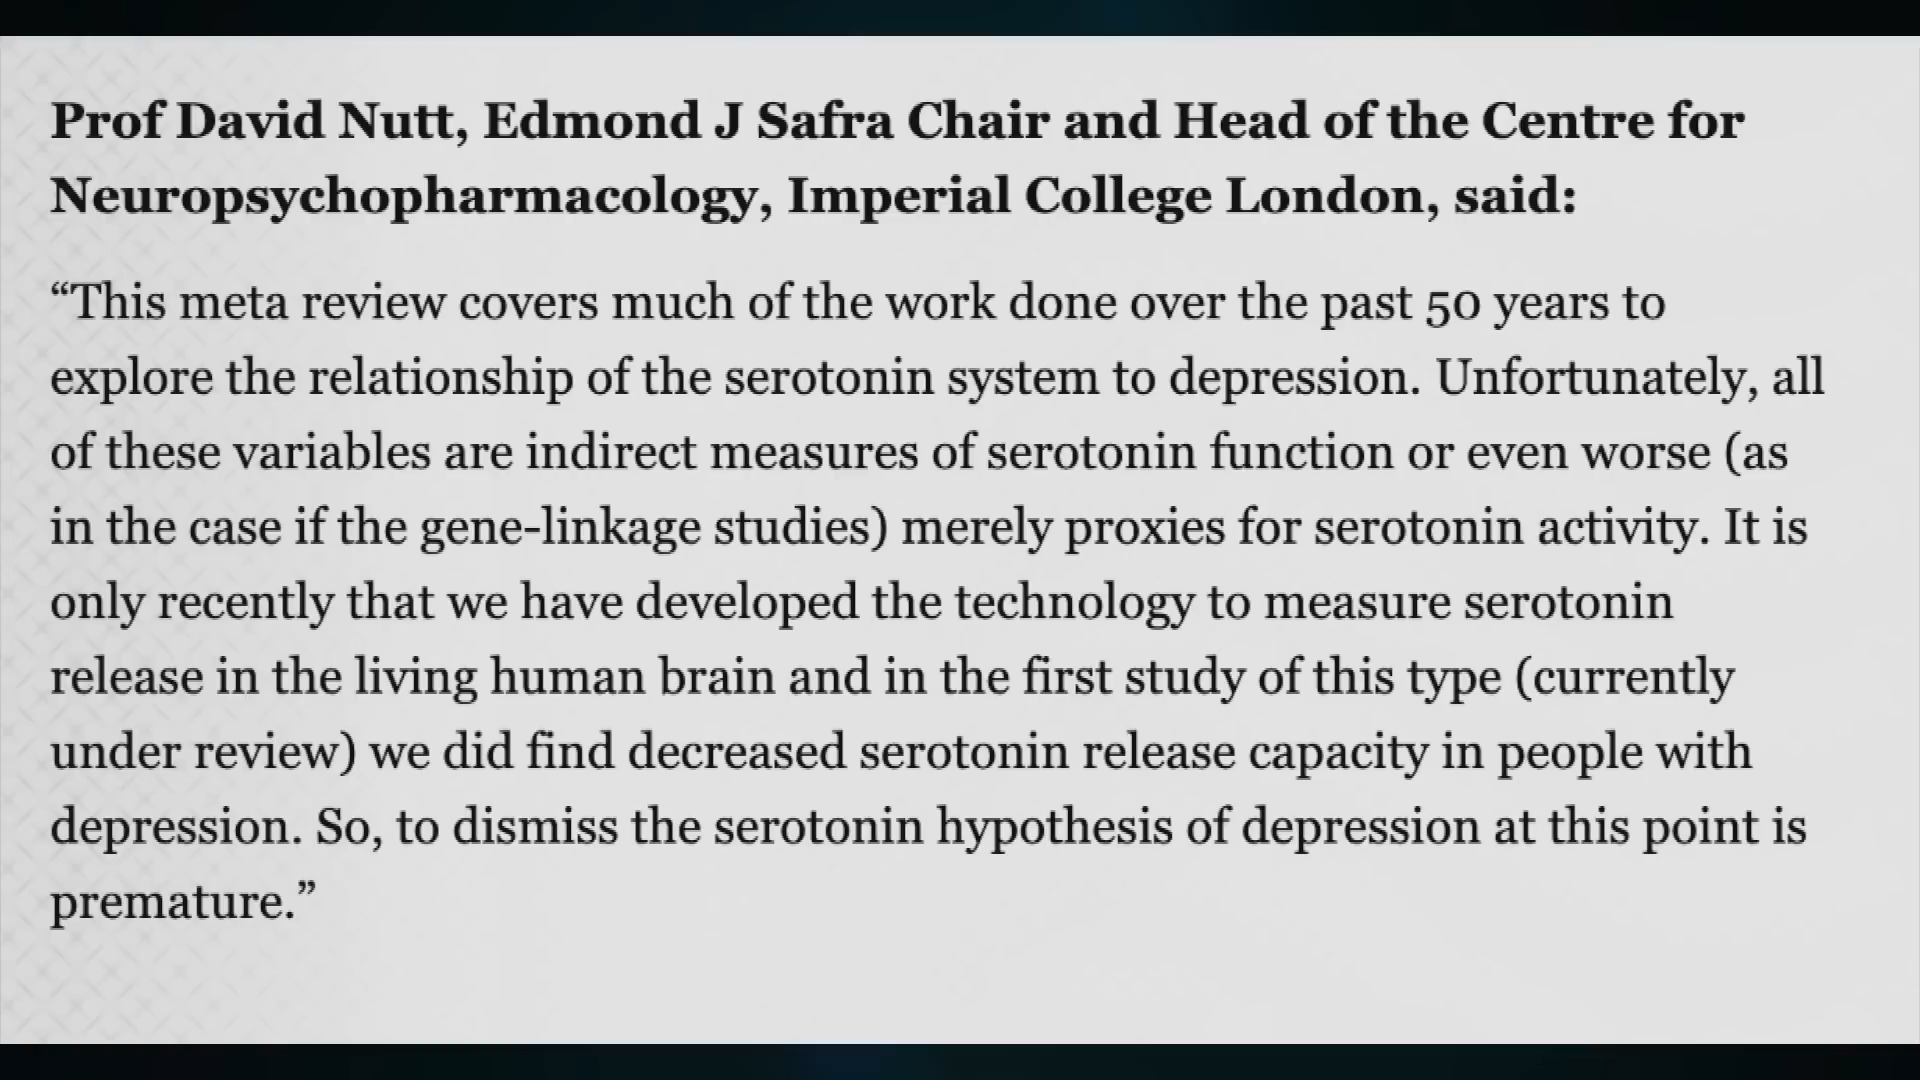 Prof David Nutt, Edmond J Safra Chair and Head of the Centre for
Neuropsychopharmacology, Imperial College London, said:
“This meta review covers much of the work done over the past 50 years to
explore the relationship of the serotonin system to depression. Unfortunately, all
of these variables are indirect measures of serotonin function or even worse (as
in the case if the gene-linkage studies) merely proxies for serotonin activity. It is
only recently that we have developed the technology to measure serotonin
release in the living human brain and in the first study of this type (currently
under review) we did find decreased serotonin release capacity in people with
depression. So, to dismiss the serotonin hypothesis of depression at this point is
premature.”